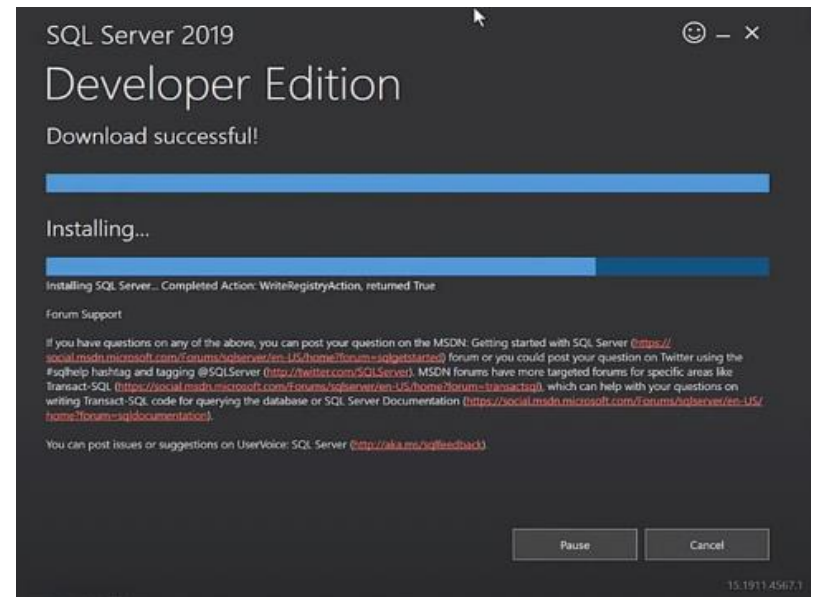 SQL Server 2019
Developer Edition
Download successful!
Installing...
Installing SQL Server... Completed Action: WriteRegistryAction, returned True
Forum Support
If you have questions on any of the above, you can post your question on the MSDN: Getting started with SQL Server (https://
social.msdn.microsoft.com/Forums/sqlserver/en-US/home?forum=sqlgetstarted) forum or you could post your question on Twitter using the
#sqlhelp hashtag and tagging @SQLServer (http://twitter.com/SQLServer). MSDN forums have more targeted forums for specific areas like
Transact-SQL (https://social.msdn.microsoft.com/Forums/sqlserver/en-US/home?forum=transactsql), which can help with your questions on
writing Transact-SQL code for querying the database or SQL Server Documentation (https://social.msdn.microsoft.com/Forums/sqlserver/en-US/
home?forum=sqldocumentation).
You can post issues or suggestions on UserVoice: SQL Server (http://aka.ms/sqlfeedback).
Pause
Cancel
15.1911.4567.1